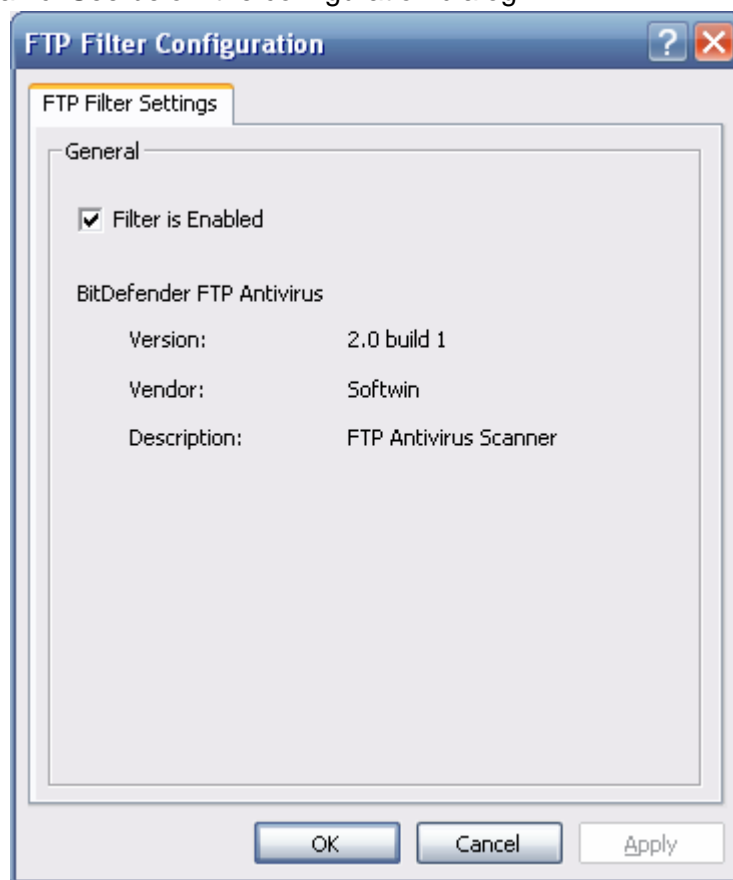 FTP Filter Configuration
FTP Filter Settings
General
Filter is Enabled
BitDefender FTP Antivirus
Version: 2.0 build 1
Vendor: Softwin
Description: FTP Antivirus Scanner
OK Cancel Apply